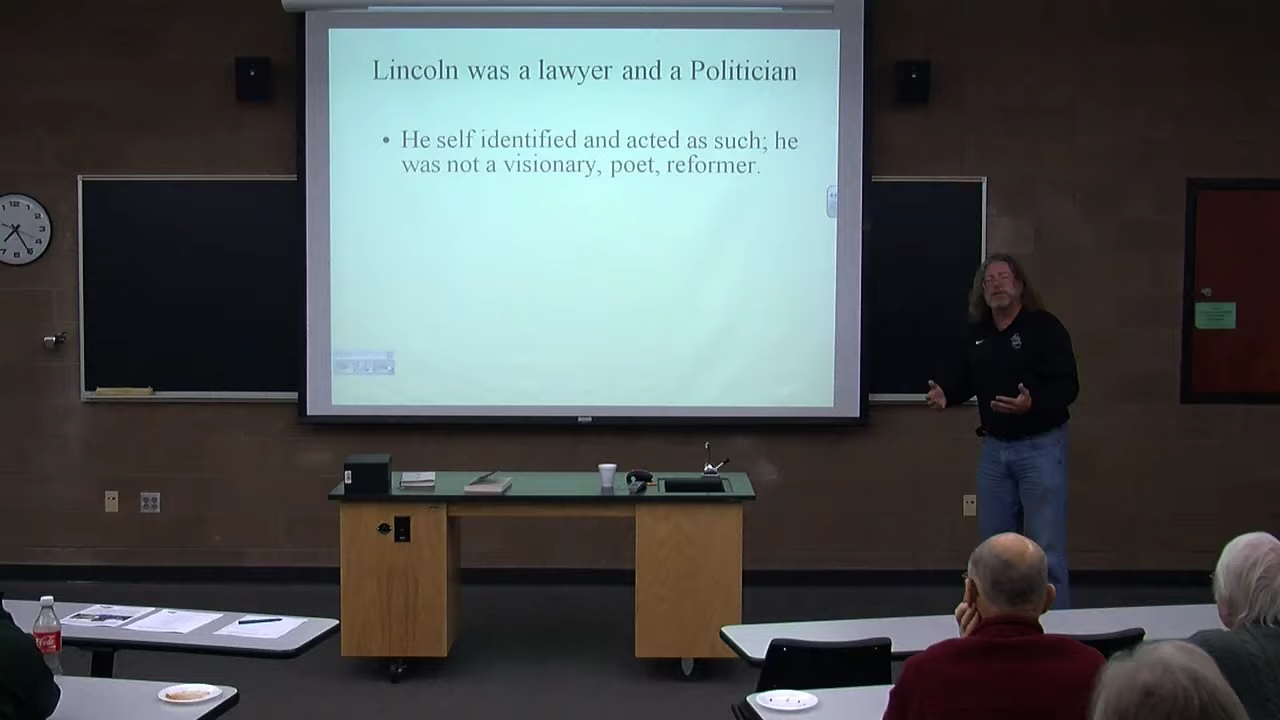 Lincoln was a lawyer and a Politician
• He self identified and acted as such; he
was not a visionary, poet, reformer.